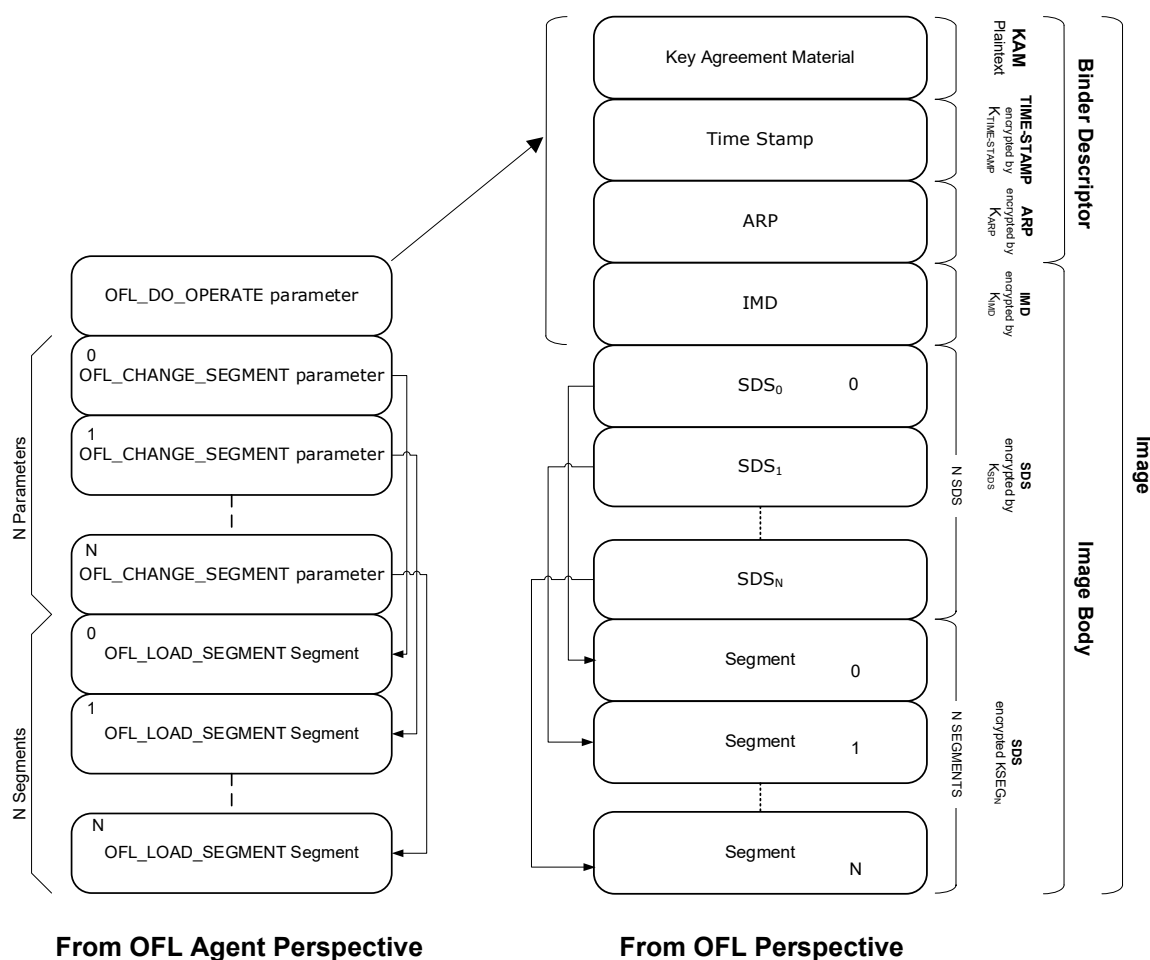 OFL_DO_OPERATE parameter
0
OFL_CHANGE_SEGMENT parameter
1
OFL_CHANGE_SEGMENT parameter
N
OFL_CHANGE_SEGMENT parameter
0
OFL_LOAD_SEGMENT Segment
1
OFL_LOAD_SEGMENT Segment
N
OFL_LOAD_SEGMENT Segment
N Parameters
N Segments
From OFL Agent Perspective
Key Agreement Material
Time Stamp
ARP
IMD
SDS0 0
SDS1
SDSN
Segment
0
Segment
1
Segment
N
From OFL Perspective
KAM
Plaintext
TIME-STAMP
encrypted by
KTIME-STAMP
ARP
encrypted by
KARP
IMD
encrypted by
KIMD
N SDS
SDS
encrypted by
KSDS
N SEGMENTS
SDS
encrypted KSEGN
Binder Descriptor
Image Body
Image